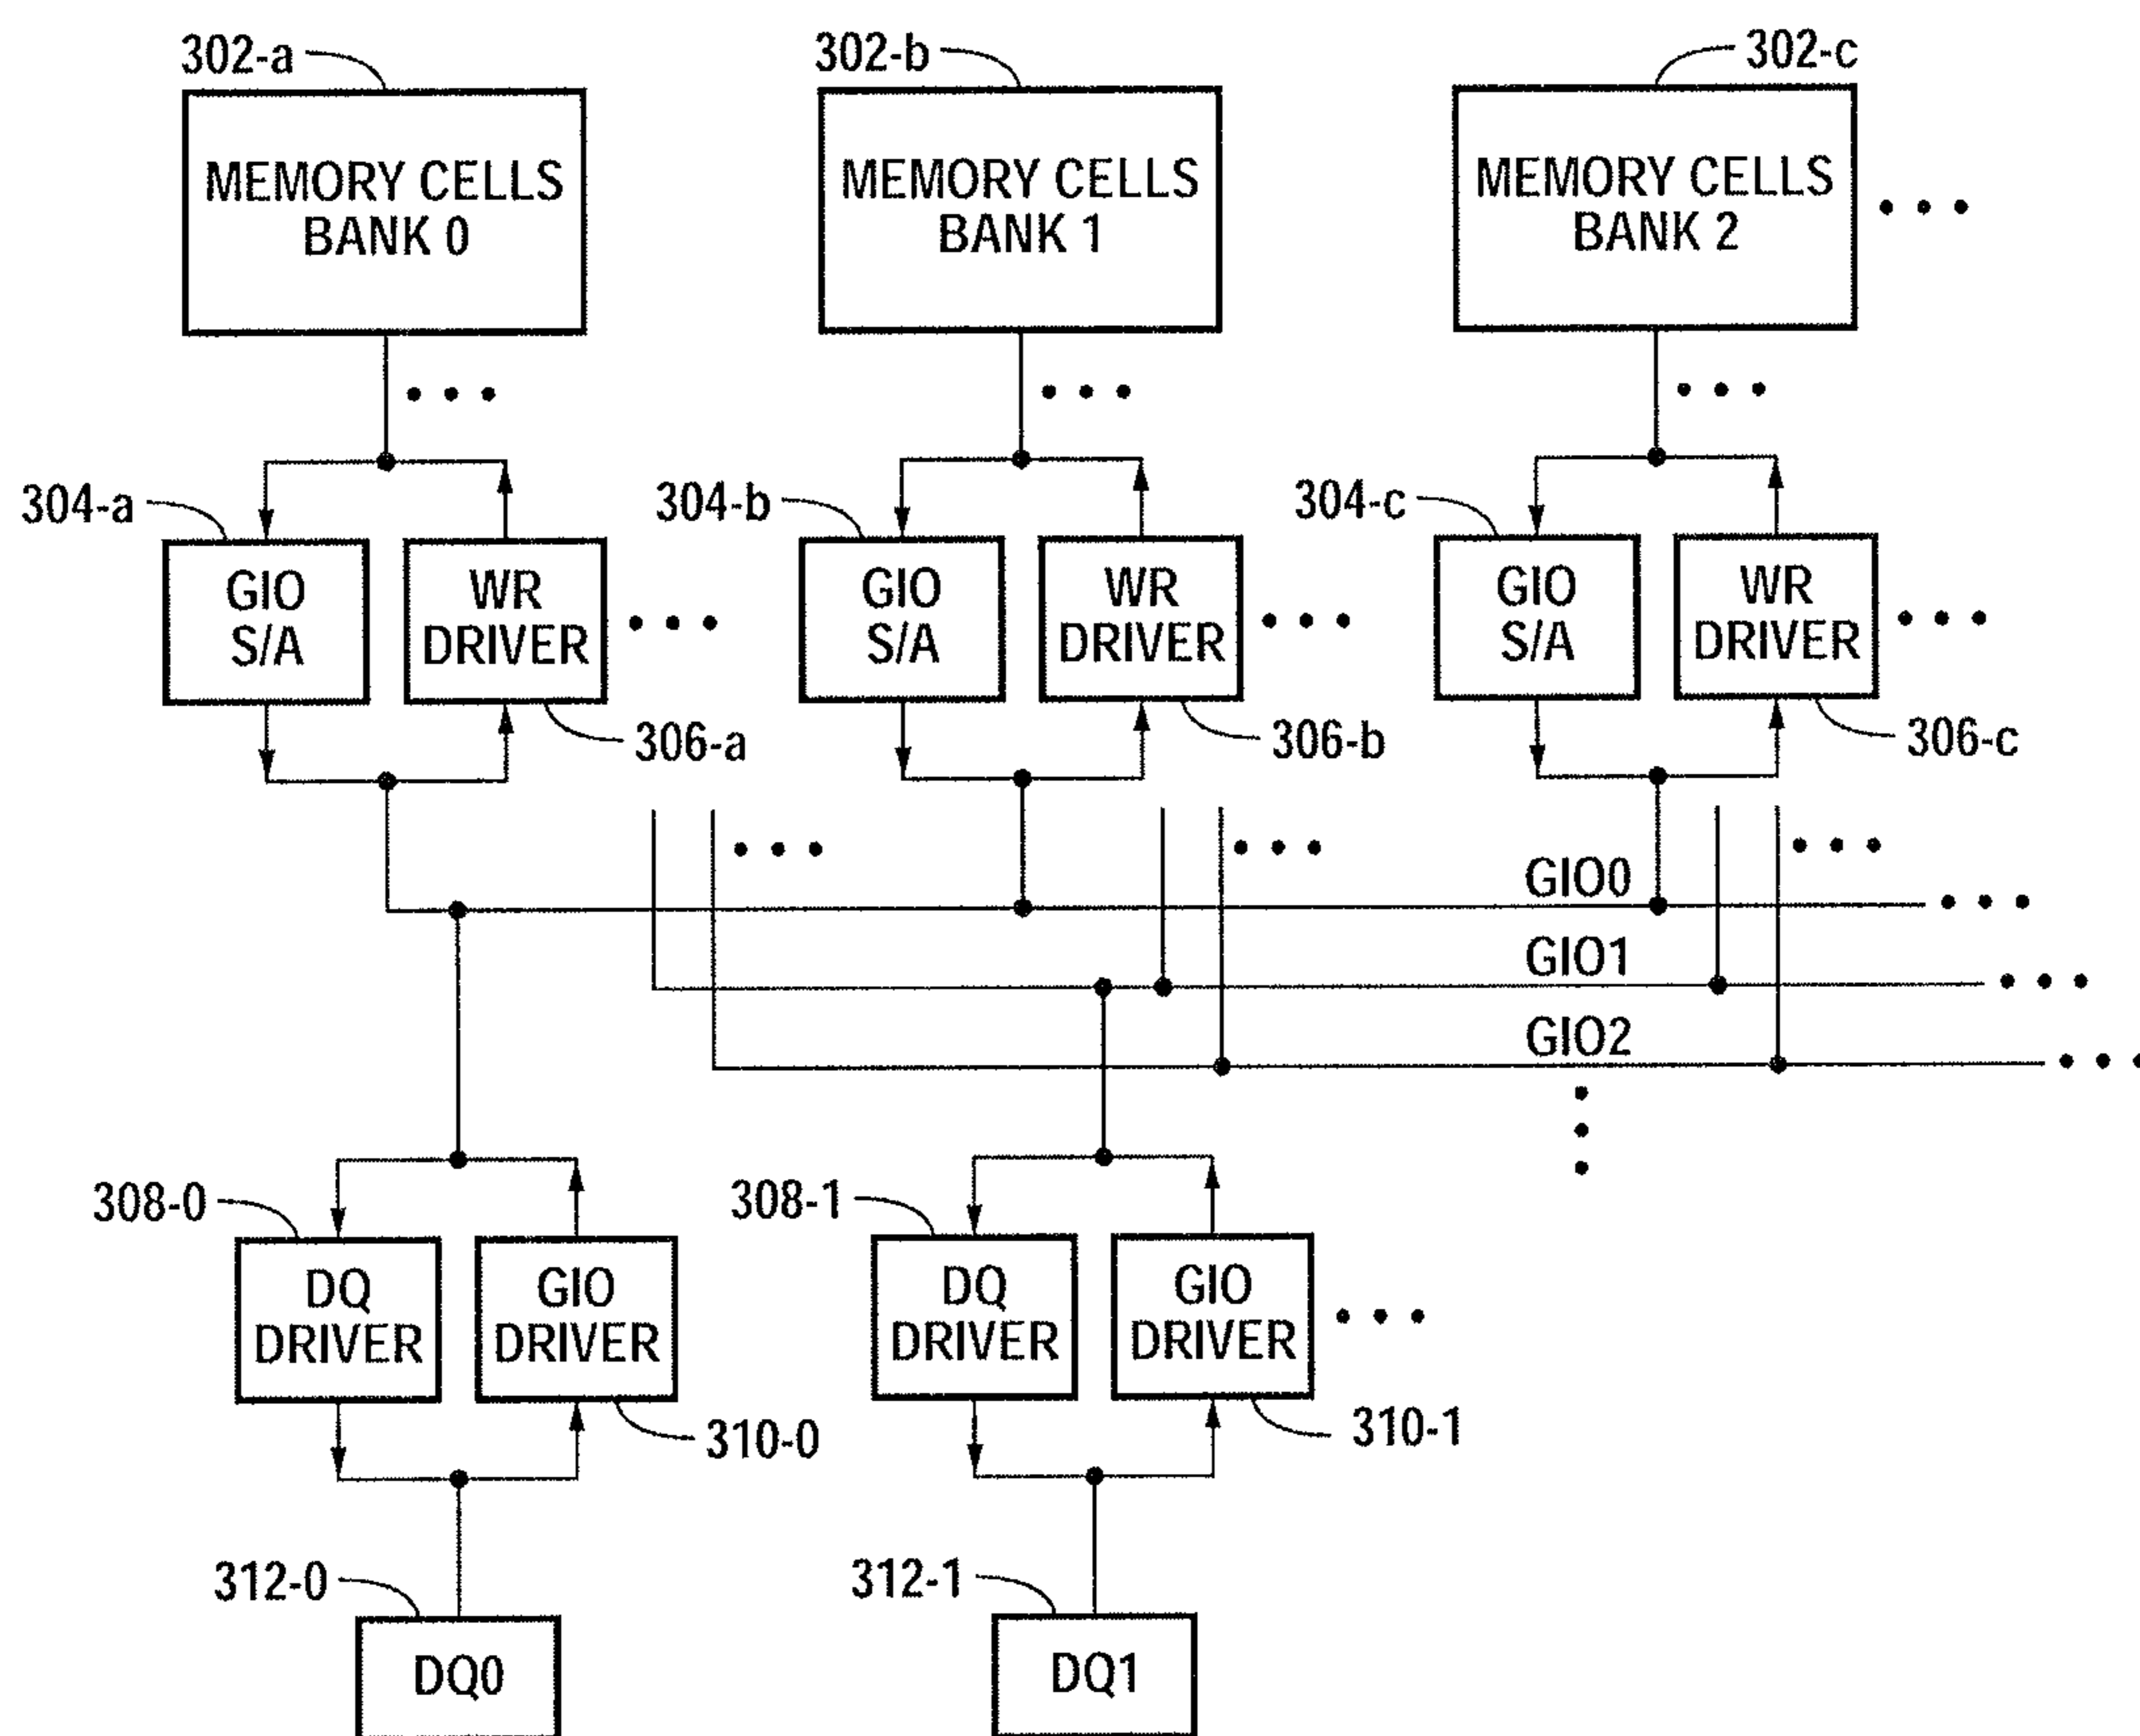 302-a
302-b
302-c
MEMORY CELLS
BANK 0
MEMORY CELLS
BANK 1
MEMORY CELLS
BANK 2
304-a
304-b
304-c
GIO
S/A
WR
DRIVER
GIO
S/A
WR
DRIVER
GIO
S/A
WR
DRIVER
306-a
306-b
306-c
GIO0
GIO1
GIO2
308-0
308-1
DQ
DRIVER
GIO
DRIVER
DQ
DRIVER
GIO
DRIVER
310-0
310-1
312-0
312-1
DQ0
DQ1